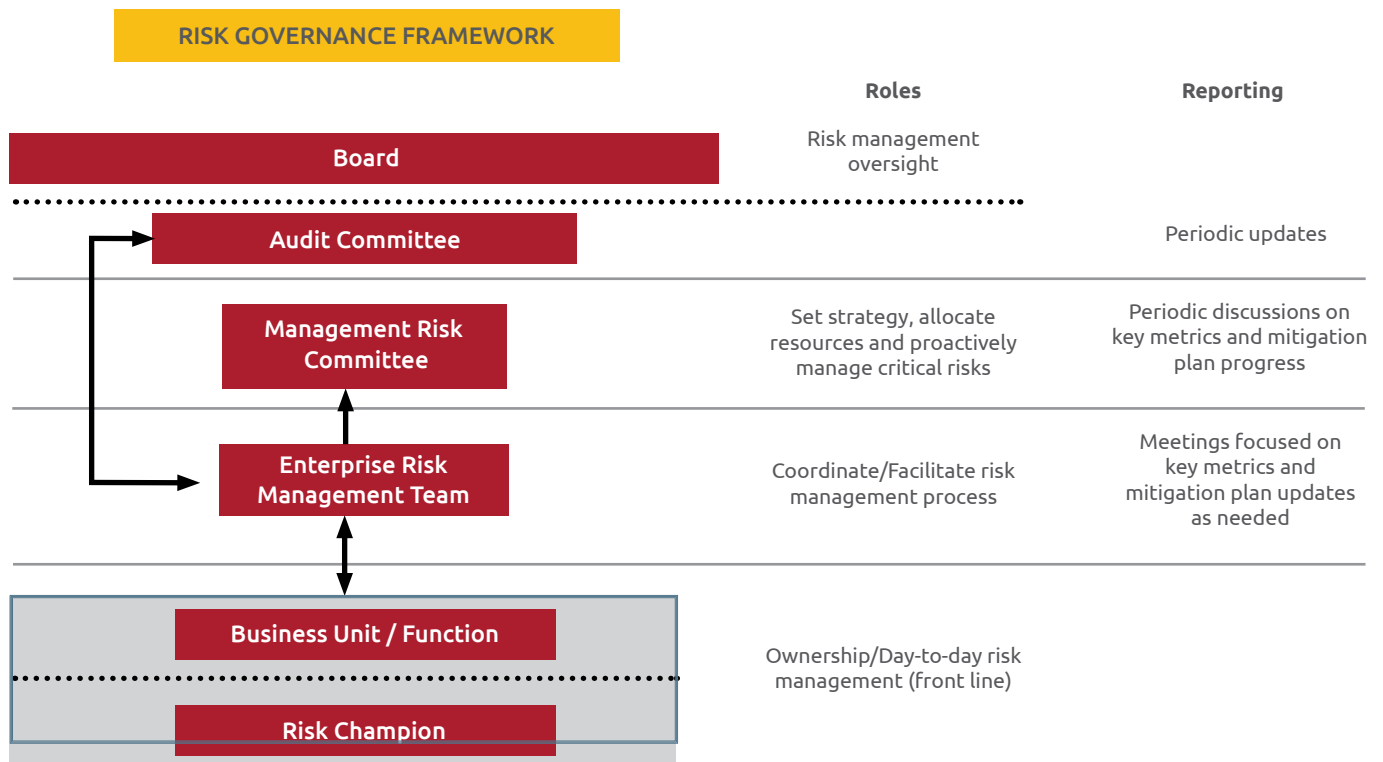 RISK GOVERNANCE FRAMEWORK
Roles
Reporting
Board
Risk management
oversight
Audit Committee
Periodic updates
Management Risk
Committee
Set strategy, allocate
resources and proactively
manage critical risks
Periodic discussions on
key metrics and mitigation
plan progress
Enterprise Risk
Management Team
Coordinate/Facilitate risk
management process
Meetings focused on
key metrics and
mitigation plan updates
as needed
Business Unit / Function
Ownership/Day-to-day risk
management (front line)
Risk Champion